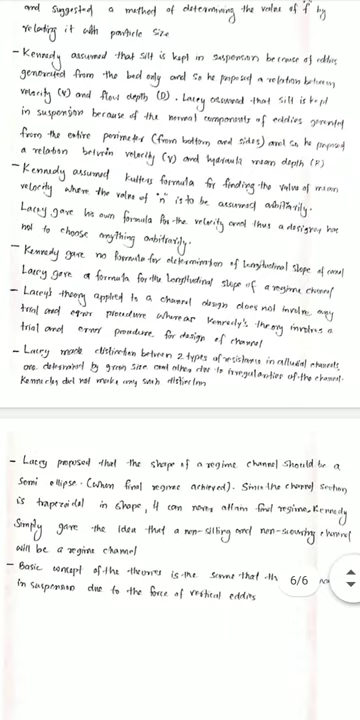 and suggested a method of determining the value of 'f' by
relating it with particle size
- Kennedy assumed that silt is kept in suspension because of eddies
generated from the bed only and so he proposed a relation between
velocity (V) and flow depth (D). Lacey assumed that silt is kept
in suspension because of the normal components of eddies generated
from the entire perimeter (from bottom and sides) and so he proposed
a relation between velocity (V) and hydraulic mean depth (R)
- Kennedy assumed kutters formula for finding the value of mean
velocity where the value of "n" is to be assumed arbitrarily.
Lacey gave his own formula for the velocity and thus a designer has
not to choose anything arbitrarily.
- Kennedy gave no formula for determination of longitudinal slope of canal
Lacey gave a formula for the longitudinal slope of a regime channel
- Lacey's theory applied to a channel design does not involve any
trial and error procedure whereas Kennedy's theory involves a
trial and error procedure for design of channel
- Lacey made distinction between 2 types of resistance in alluvial channels,
one determined by grain size and other due to irregularities of the channel.
Kennedy did not make any such distinction
- Lacey proposed that the shape of a regime channel should be a
Semi ellipse. (when final regime achieved). Since the channel section
is trapezoidal in shape, it can never attain final regime. Kennedy
Simply gave the idea that a non-silting and non-scouring channel
will be a regime channel
- Basic concept of the theories is the same that th 6/6
in suspension due to the force of vertical eddies